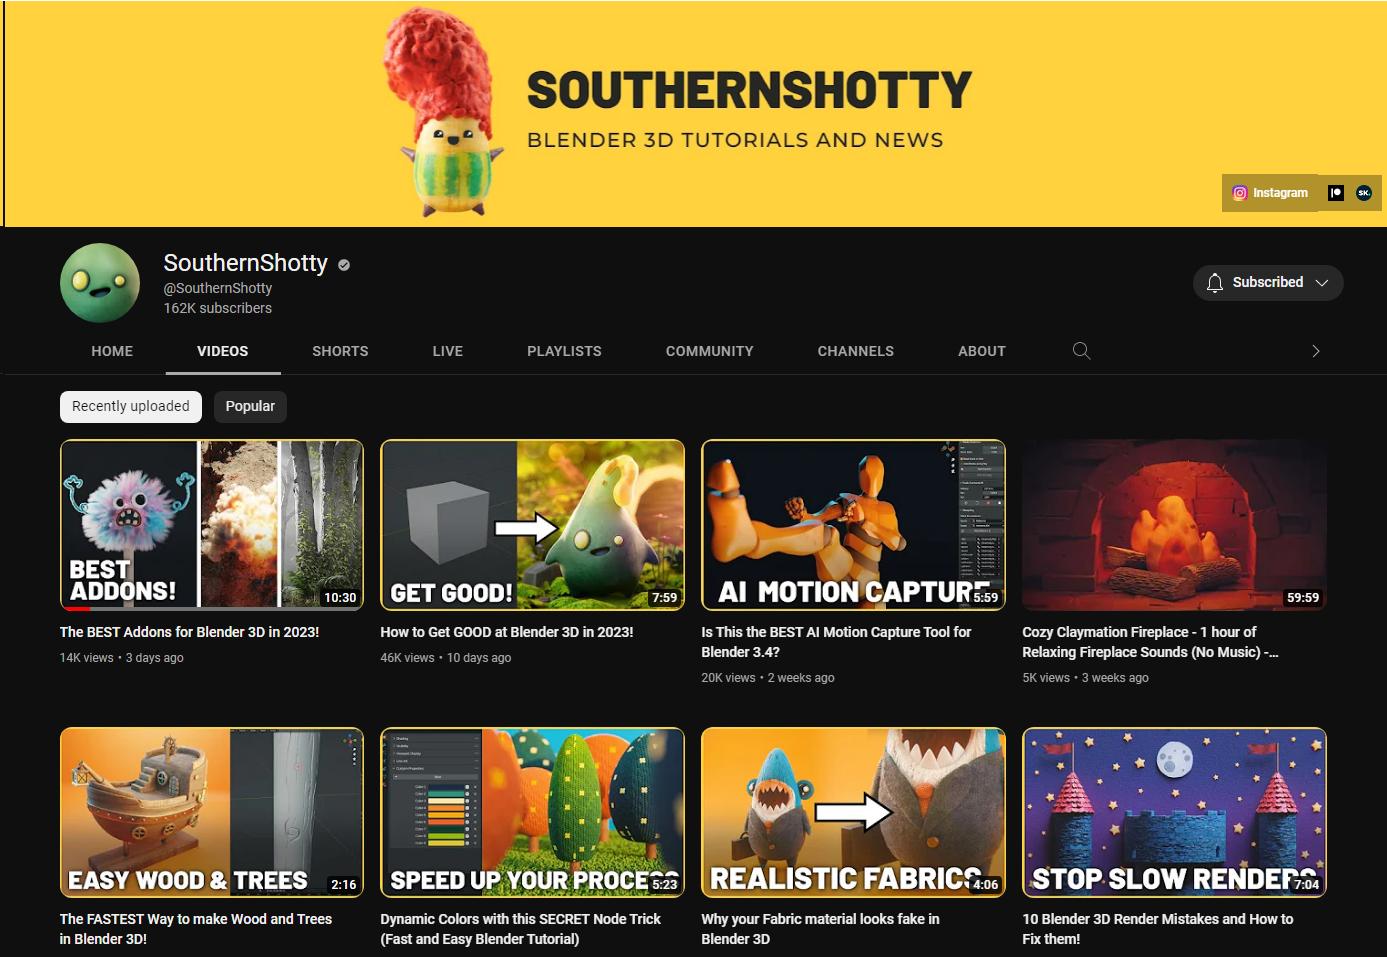 SOUTHERNSHOTTY
BLENDER 3D TUTORIALS AND NEWS
Instagram
SK.
SouthernShotty
@SouthernShotty
162K subscribers
Subscribed
HOME VIDEOS SHORTS LIVE PLAYLISTS COMMUNITY CHANNELS ABOUT
Recently uploaded Popular
BEST
ADDONS!
10:30
GET GOOD!
7:59
AI MOTION CAPTUR
5:59
59:59
The BEST Addons for Blender 3D in 2023!
14K views • 3 days ago
How to Get GOOD at Blender 3D in 2023!
46K views • 10 days ago
Is This the BEST AI Motion Capture Tool for
Blender 3.4?
20K views • 2 weeks ago
Cozy Claymation Fireplace - 1 hour of
Relaxing Fireplace Sounds (No Music) -...
5K views • 3 weeks ago
EASY WOOD & TREES
2:16
SPEED UP YOUR PROCESS
5:23
REALISTIC FABRICS
4:06
STOP SLOW RENDERS
7:04
The FASTEST Way to make Wood and Trees
in Blender 3D!
Dynamic Colors with this SECRET Node Trick
(Fast and Easy Blender Tutorial)
Why your Fabric material looks fake in
Blender 3D
10 Blender 3D Render Mistakes and How to
Fix them!